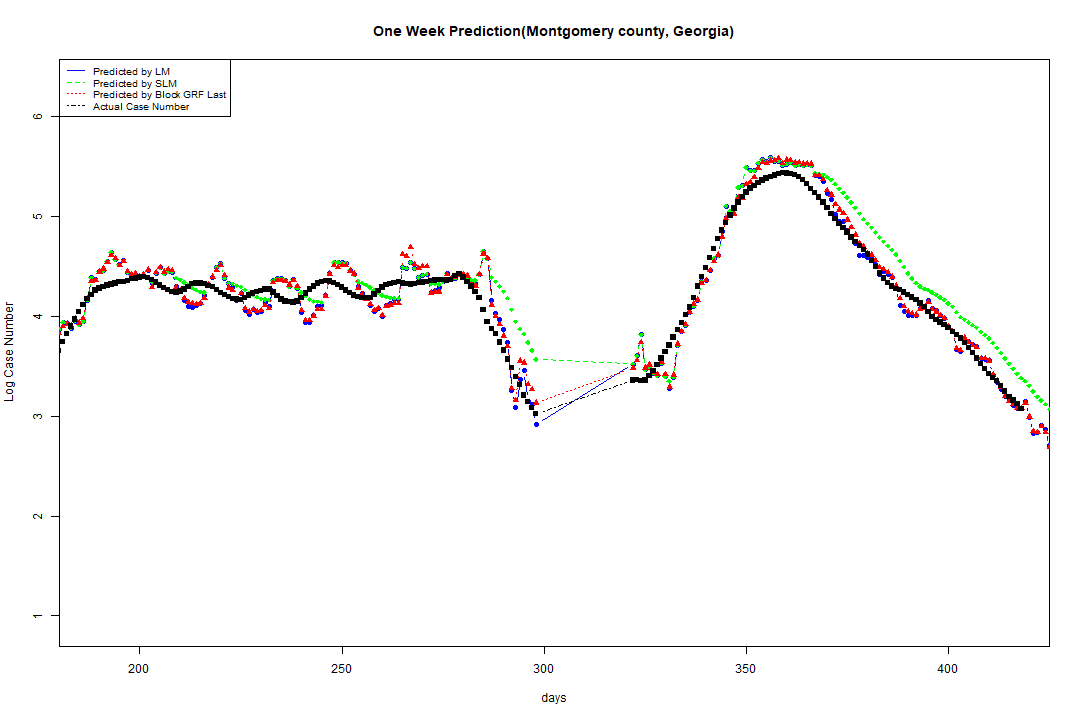 One Week Prediction(Montgomery county, Georgia)
Predicted by LM
Predicted by SLM
Predicted by Block GRF Last
Actual Case Number
6
5
4
3
2
1
Log Case Number
200 250 300 350 400
days